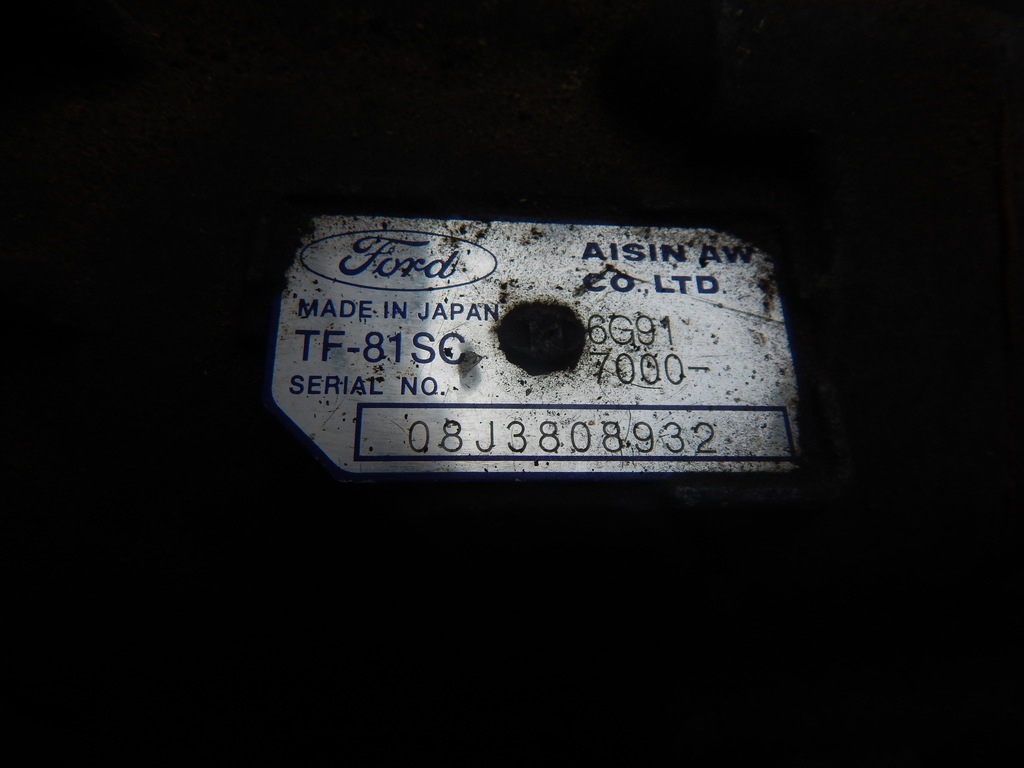 Ford
MADE IN JAPAN
TF-81SC
SERIAL NO.
AISIN AW
CO.,LTD
6G91
7000-
08J3808932